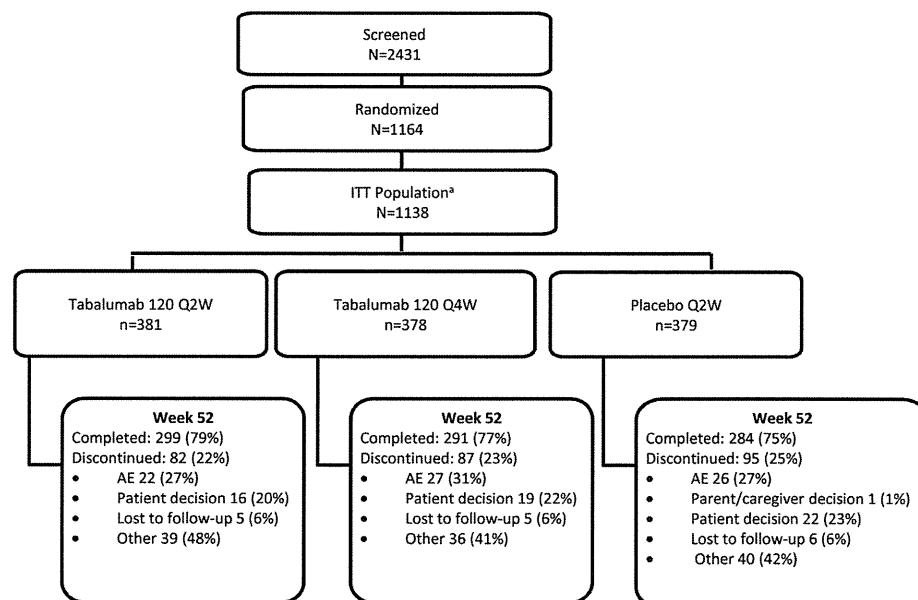 Screened
N=2431
Randomized
N=1164
ITT Populationᵃ
N=1138
Tabalumab 120 Q2W
n=381
Tabalumab 120 Q4W
n=378
Placebo Q2W
n=379
Week 52
Completed: 299 (79%)
Discontinued: 82 (22%)
• AE 22 (27%)
• Patient decision 16 (20%)
• Lost to follow-up 5 (6%)
• Other 39 (48%)
Week 52
Completed: 291 (77%)
Discontinued: 87 (23%)
• AE 27 (31%)
• Patient decision 19 (22%)
• Lost to follow-up 5 (6%)
• Other 36 (41%)
Week 52
Completed: 284 (75%)
Discontinued: 95 (25%)
• AE 26 (27%)
• Parent/caregiver decision 1 (1%)
• Patient decision 22 (23%)
• Lost to follow-up 6 (6%)
• Other 40 (42%)